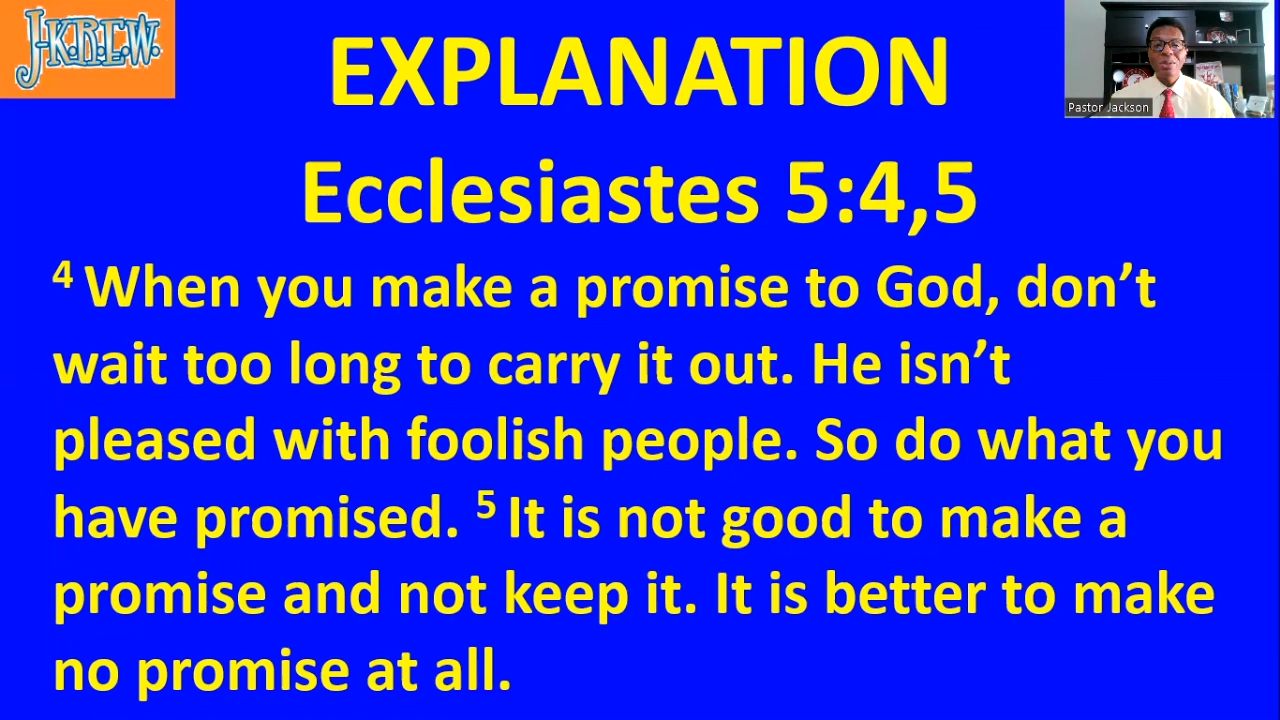 J-K.R.E.W.
EXPLANATION
Pastor Jackson
Ecclesiastes 5:4,5
4 When you make a promise to God, don’t
wait too long to carry it out. He isn’t
pleased with foolish people. So do what you
have promised. 5 It is not good to make a
promise and not keep it. It is better to make
no promise at all.